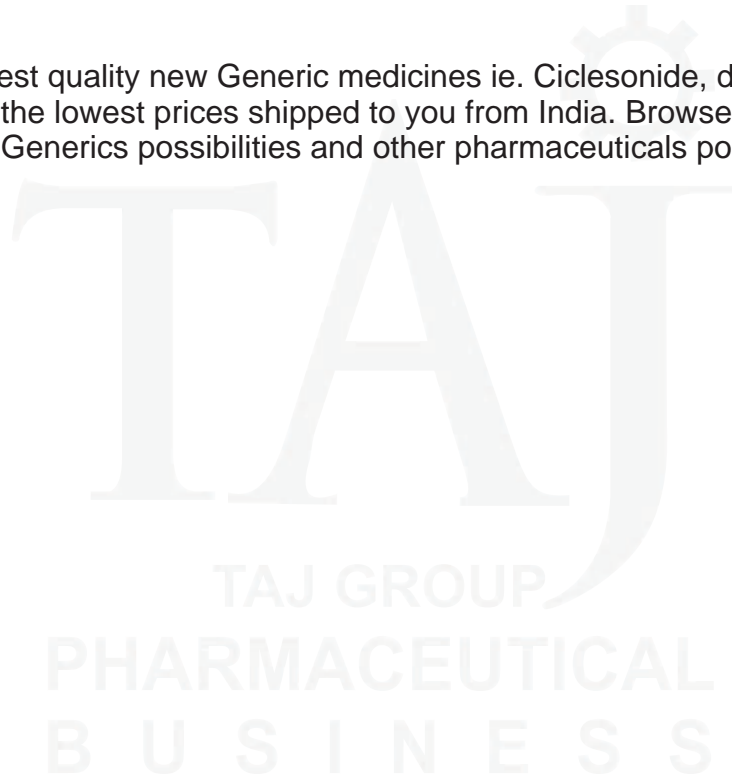 est quality new Generic medicines ie. Ciclesonide, d
the lowest prices shipped to you from India. Browse
Generics possibilities and other pharmaceuticals po
TAJ
TAJ GROUP
PHARMACEUTICAL
BUSINESS